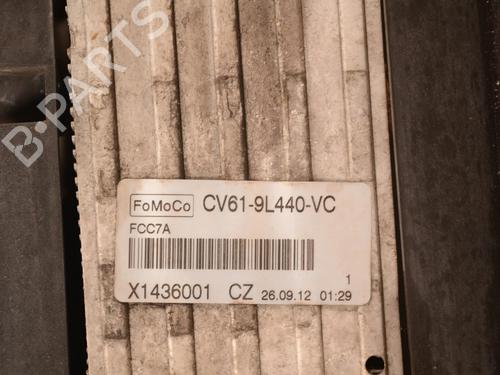 B-PARTS
FoMoCo CV61-9L440-VC
FCC7A
1
X1436001 CZ 26.09.12 01:29